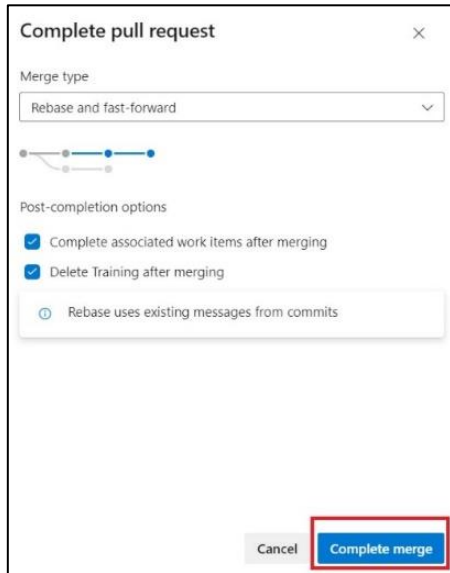 Complete pull request
Merge type
Rebase and fast-forward
Post-completion options
Complete associated work items after merging
Delete Training after merging
Rebase uses existing messages from commits
Cancel
Complete merge